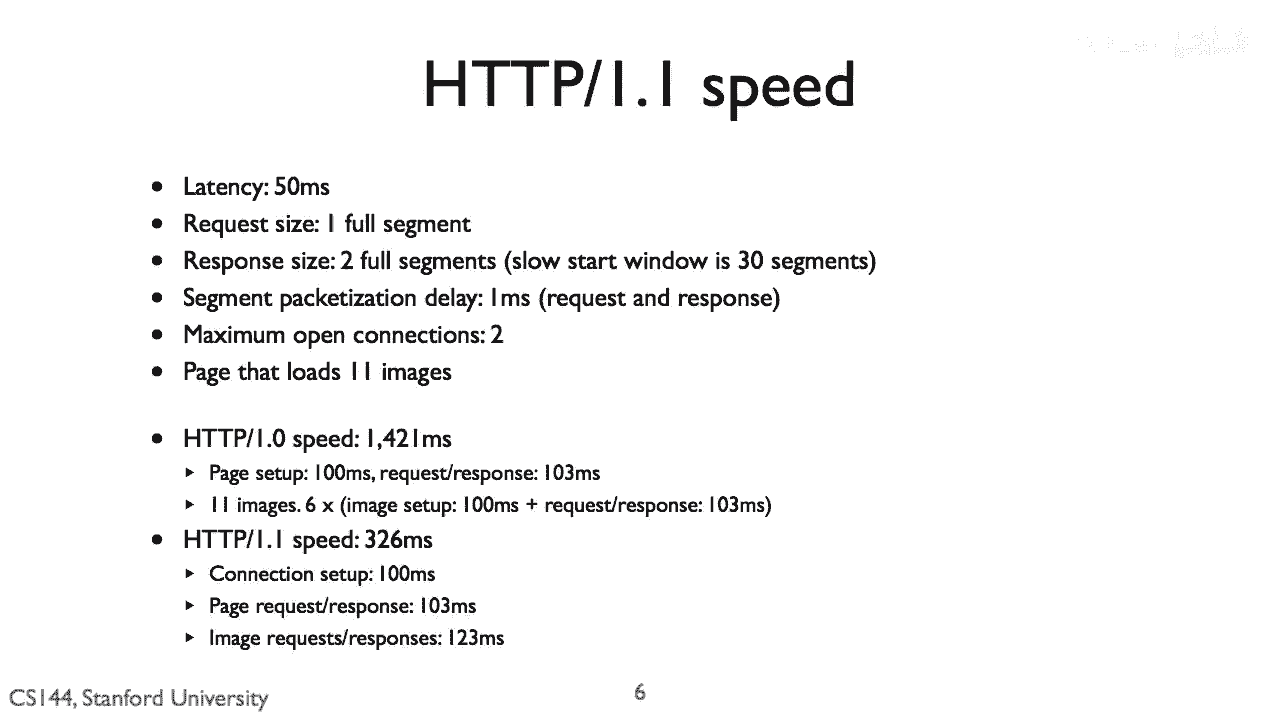 HTTP/1.1 speed
• Latency: 50ms
• Request size: 1 full segment
• Response size: 2 full segments (slow start window is 30 segments)
• Segment packetization delay: 1ms (request and response)
• Maximum open connections: 2
• Page that loads 11 images
• HTTP/1.0 speed: 1,421ms
▸ Page setup: 100ms, request/response: 103ms
▸ 11 images. 6 x (image setup: 100ms + request/response: 103ms)
• HTTP/1.1 speed: 326ms
▸ Connection setup: 100ms
▸ Page request/response: 103ms
▸ Image requests/responses: 123ms
CS144, Stanford University
6